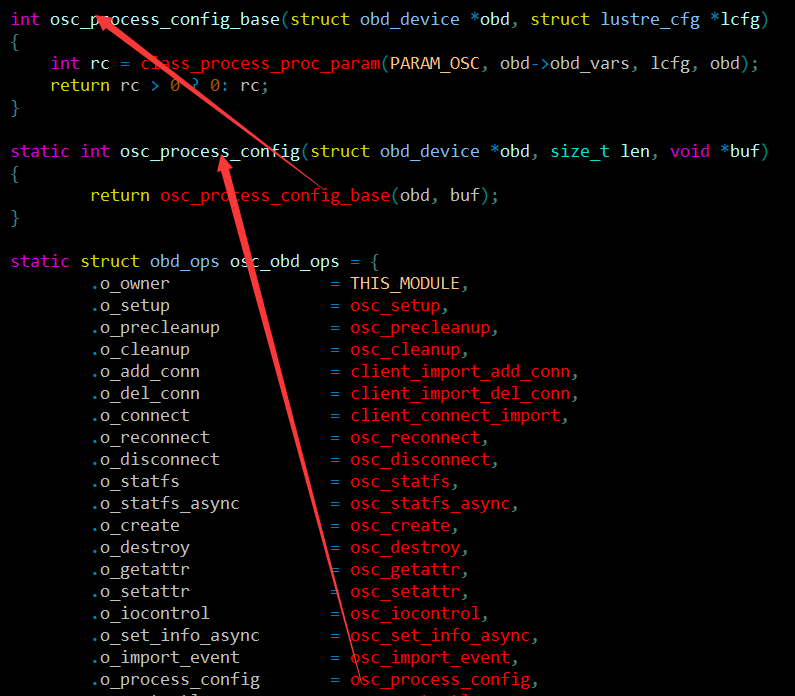 int osc_process_config_base(struct obd_device *obd, struct lustre_cfg *lcfg)
{
    int rc = class_process_proc_param(PARAM_OSC, obd->obd_vars, lcfg, obd);
    return rc > 0 ? 0: rc;
}

static int osc_process_config(struct obd_device *obd, size_t len, void *buf)
{
        return osc_process_config_base(obd, buf);
}

static struct obd_ops osc_obd_ops = {
        .o_owner                = THIS_MODULE,
        .o_setup                = osc_setup,
        .o_precleanup           = osc_precleanup,
        .o_cleanup              = osc_cleanup,
        .o_add_conn             = client_import_add_conn,
        .o_del_conn             = client_import_del_conn,
        .o_connect              = client_connect_import,
        .o_reconnect            = osc_reconnect,
        .o_disconnect           = osc_disconnect,
        .o_statfs               = osc_statfs,
        .o_statfs_async         = osc_statfs_async,
        .o_create               = osc_create,
        .o_destroy              = osc_destroy,
        .o_getattr              = osc_getattr,
        .o_setattr              = osc_setattr,
        .o_iocontrol            = osc_iocontrol,
        .o_set_info_async       = osc_set_info_async,
        .o_import_event         = osc_import_event,
        .o_process_config       = osc_process_config,